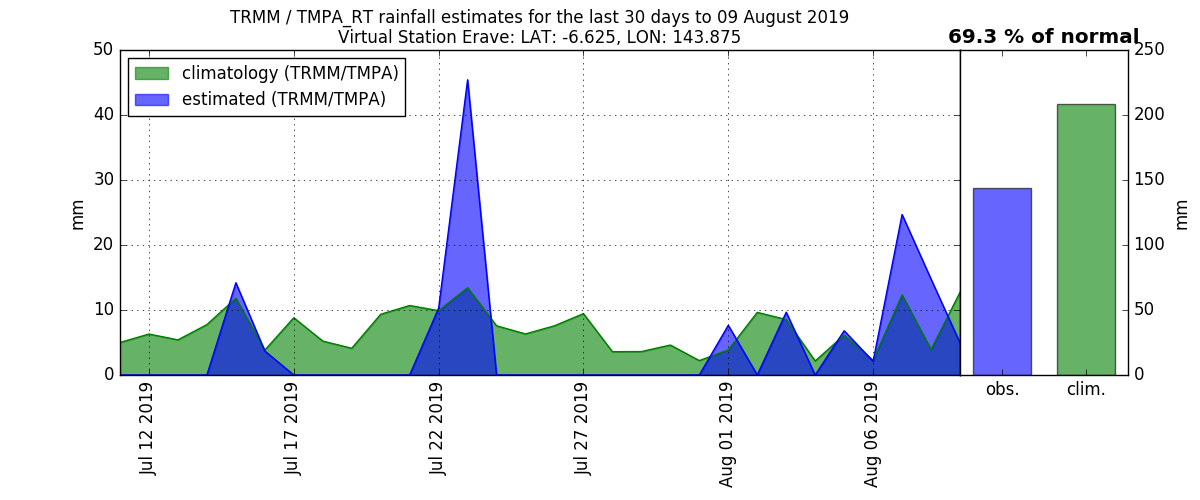 TRMM / TMPA_RT rainfall estimates for the last 30 days to 09 August 2019
Virtual Station Erave: LAT: -6.625, LON: 143.875
69.3 % of normal
climatology (TRMM/TMPA)
estimated (TRMM/TMPA)
50
40
30
20
10
0
mm
Jul 12 2019
Jul 17 2019
Jul 22 2019
Jul 27 2019
Aug 01 2019
Aug 06 2019
obs.
clim.
250
200
150
100
50
0
mm